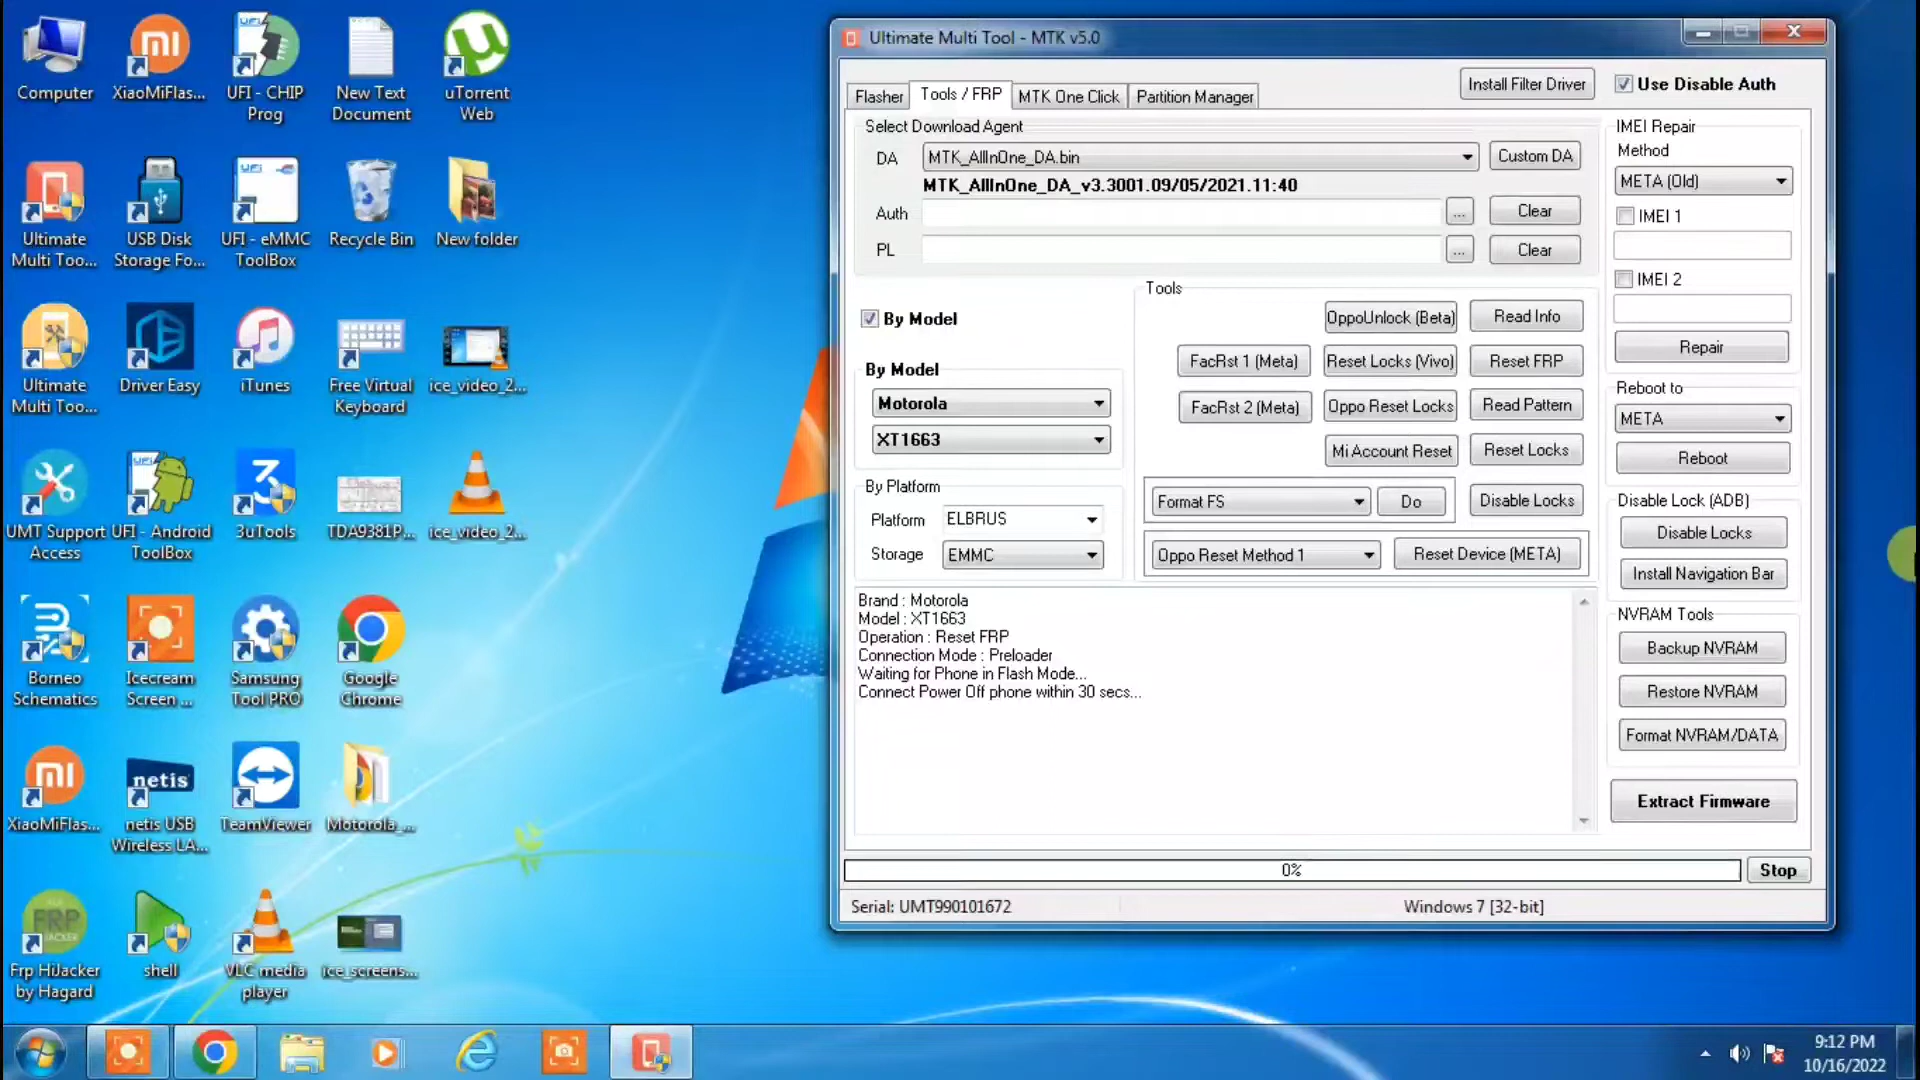 Computer
XiaoMiFlas...
UFI - CHIP
Prog
New Text
Document
uTorrent
Web
Ultimate
Multi Too...
USB Disk
Storage Fo...
UFI - eMMC
ToolBox
Recycle Bin
New folder
Ultimate
Multi Too...
Driver Easy
iTunes
Free Virtual
Keyboard
ice_video_2...
UMT Support
Access
UFI - Android
ToolBox
3uTools
TDA9381P...
ice_video_2...
Borneo
Schematics
Icecream
Screen ...
Samsung
Tool PRO
Google
Chrome
XiaoMiFlas...
netis
netis USB
Wireless LA...
TeamViewer
Motorola_...
Frp HiJacker
by Hagard
shell
VLC media
player
ice_screens...
Ultimate Multi Tool - MTK v5.0
Flasher
Tools / FRP
MTK One Click
Partition Manager
Install Filter Driver
Use Disable Auth
Select Download Agent
DA
MTK_AllInOne_DA.bin
Custom DA
MTK_AllInOne_DA_v3.3001.09/05/2021.11:40
Auth
...
Clear
PL
...
Clear
By Model
By Model
Motorola
XT1663
By Platform
Platform
ELBRUS
Storage
EMMC
Tools
OppoUnlock (Beta)
Read Info
FacRst 1 (Meta)
Reset Locks (Vivo)
Reset FRP
FacRst 2 (Meta)
Oppo Reset Locks
Read Pattern
Mi Account Reset
Reset Locks
Format FS
Do
Disable Locks
Oppo Reset Method 1
Reset Device (META)
Brand : Motorola
Model : XT1663
Operation : Reset FRP
Connection Mode : Preloader
Waiting for Phone in Flash Mode...
Connect Power Off phone within 30 secs...
IMEI Repair
Method
META (Old)
IMEI 1
IMEI 2
Repair
Reboot to
META
Reboot
Disable Lock (ADB)
Disable Locks
Install Navigation Bar
NVRAM Tools
Backup NVRAM
Restore NVRAM
Format NVRAM/DATA
Extract Firmware
0%
Stop
Serial: UMT990101672
Windows 7 [32-bit]
9:12 PM
10/16/2022